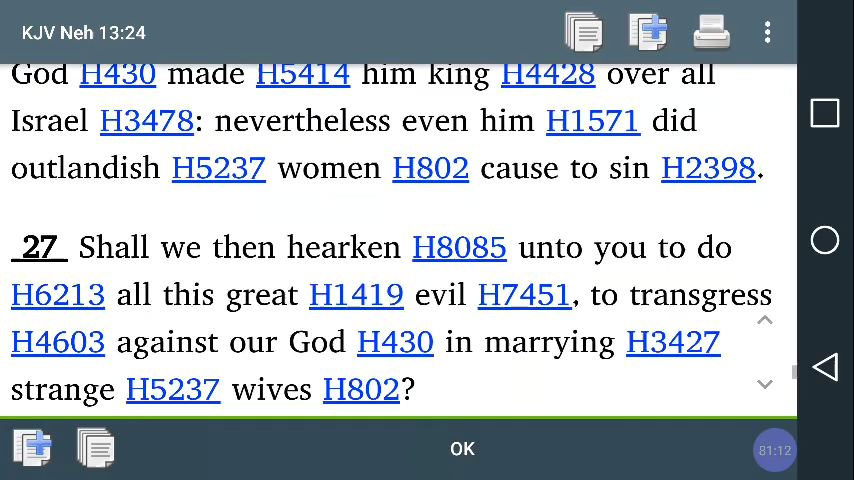 KJV Neh 13:24
God H430 made H5414 him king H4428 over all
Israel H3478: nevertheless even him H1571 did
outlandish H5237 women H802 cause to sin H2398.
27 Shall we then hearken H8085 unto you to do
H6213 all this great H1419 evil H7451, to transgress
H4603 against our God H430 in marrying H3427
strange H5237 wives H802?
OK
81:12